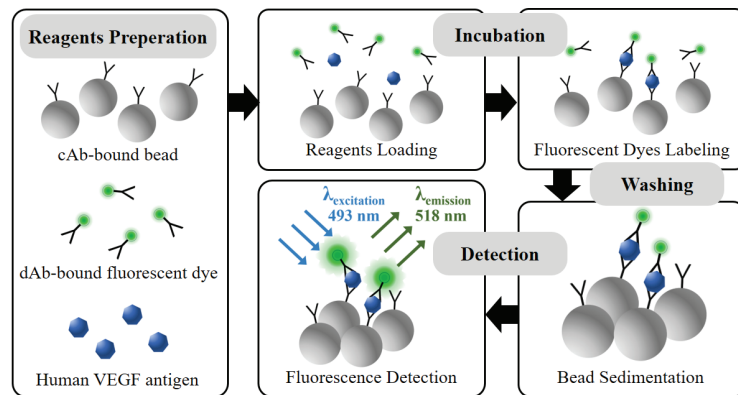 Reagents Preperation
cAb-bound bead
dAb-bound fluorescent dye
Human VEGF antigen
Incubation
Reagents Loading
Fluorescent Dyes Labeling
Washing
Bead Sedimentation
Detection
λexcitation
493 nm
λemission
518 nm
Fluorescence Detection